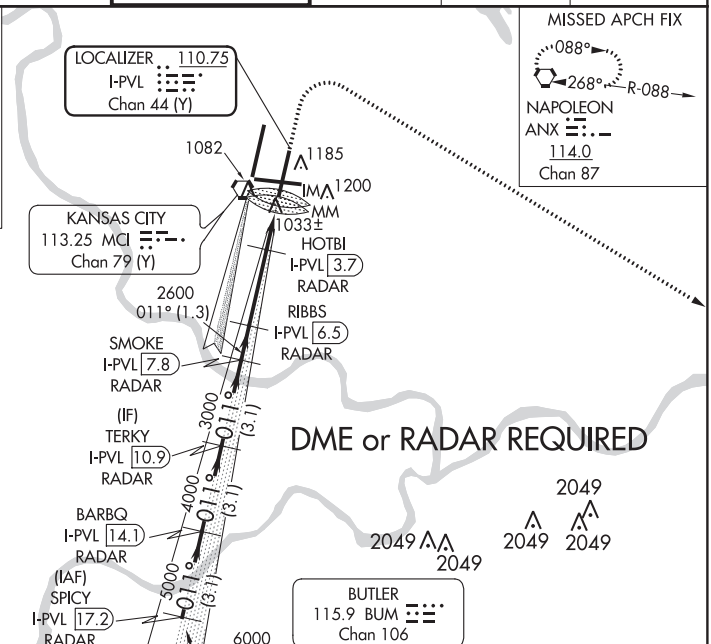 MISSED APCH FIX
088°
268°
R-088
NAPOLEON
ANX
114.0
Chan 87
LOCALIZER 110.75
I-PVL
Chan 44 (Y)
1082
1185
IM
1200
MM
1033±
KANSAS CITY
113.25 MCI
Chan 79 (Y)
HOTBI
I-PVL 3.7
RADAR
2600
011° (1.3)
RIBBS
I-PVL 6.5
RADAR
SMOKE
I-PVL 7.8
RADAR
3000
011°
(3.1)
(IF)
TERKY
I-PVL 10.9
RADAR
DME or RADAR REQUIRED
4000
011°
(3.1)
BARBQ
I-PVL 14.1
RADAR
2049
2049
2049
2049
2049
(IAF)
SPICY
I-PVL 17.2
RADAR
5000
011°
(3.1)
BUTLER
115.9 BUM
Chan 106
6000